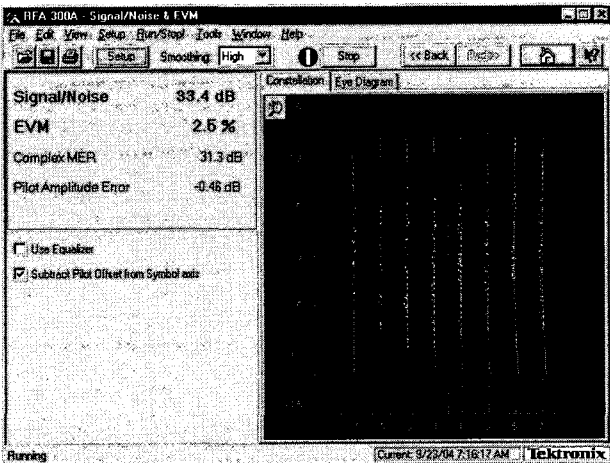 RFA 300A - Signal/Noise & EVM
File Edit View Setup Run/Stop! Tools Window Help
Setup Smoothing: High Stop << Back
Constellation Eye Diagram
Signal/Noise 33.4 dB
EVM 2.5 %
Complex MER 31.3 dB
Pilot Amplitude Error -0.46 dB
Use Equalizer
Subtract Pilot Offset from Symbol axis
Running Current: 9/23/04 7:16:17 AM Tektronix